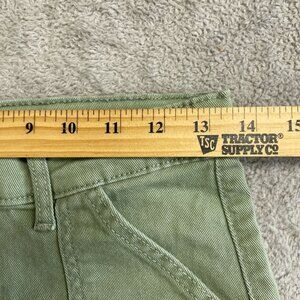 9 10 11 12 13 14 15
TSC TRACTOR
SUPPLY CO